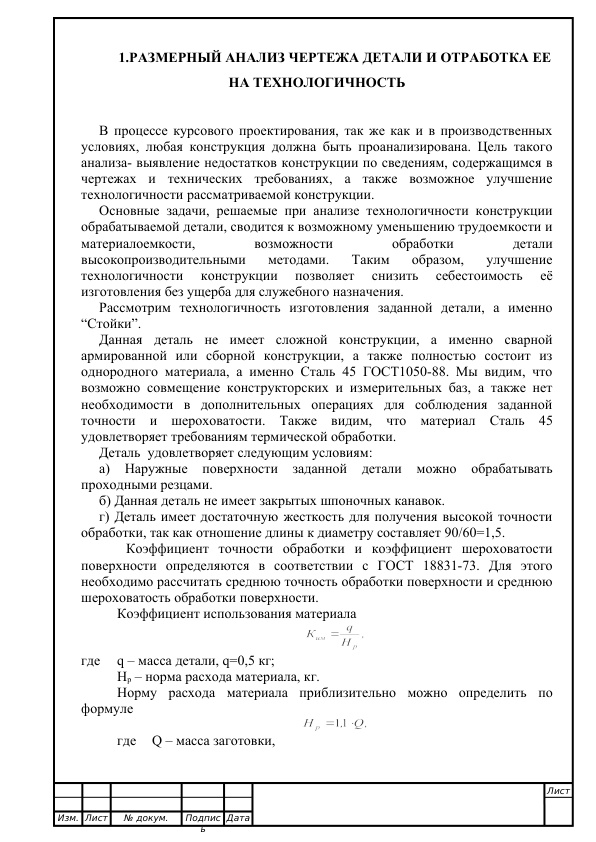 1.РАЗМЕРНЫЙ АНАЛИЗ ЧЕРТЕЖА ДЕТАЛИ И ОТРАБОТКА ЕЕ
НА ТЕХНОЛОГИЧНОСТЬ
В процессе курсового проектирования, так же как и в производственных
условиях, любая конструкция должна быть проанализирована. Цель такого
анализа- выявление недостатков конструкции по сведениям, содержащимся в
чертежах и технических требованиях, а также возможное улучшение
технологичности рассматриваемой конструкции.
Основные задачи, решаемые при анализе технологичности конструкции
обрабатываемой детали, сводится к возможному уменьшению трудоемкости и
материалоемкости, возможности обработки детали
высокопроизводительными методами. Таким образом, улучшение
технологичности конструкции позволяет снизить себестоимость её
изготовления без ущерба для служебного назначения.
Рассмотрим технологичность изготовления заданной детали, а именно
“Стойки”.
Данная деталь не имеет сложной конструкции, а именно сварной
армированной или сборной конструкции, а также полностью состоит из
однородного материала, а именно Сталь 45 ГОСТ1050-88. Мы видим, что
возможно совмещение конструкторских и измерительных баз, а также нет
необходимости в дополнительных операциях для соблюдения заданной
точности и шероховатости. Также видим, что материал Сталь 45
удовлетворяет требованиям термической обработки.
Деталь удовлетворяет следующим условиям:
а) Наружные поверхности заданной детали можно обрабатывать
проходными резцами.
б) Данная деталь не имеет закрытых шпоночных канавок.
г) Деталь имеет достаточную жесткость для получения высокой точности
обработки, так как отношение длины к диаметру составляет 90/60=1,5.
Коэффициент точности обработки и коэффициент шероховатости
поверхности определяются в соответствии с ГОСТ 18831-73. Для этого
необходимо рассчитать среднюю точность обработки поверхности и среднюю
шероховатость обработки поверхности.
Коэффициент использования материала
K им = q / H р ,
где q – масса детали, q=0,5 кг;
Нр – норма расхода материала, кг.
Норму расхода материала приблизительно можно определить по
формуле
H р =1,1 ·Q,
где Q – масса заготовки,
Лист
Изм. Лист № докум. Подпис Дата
ь